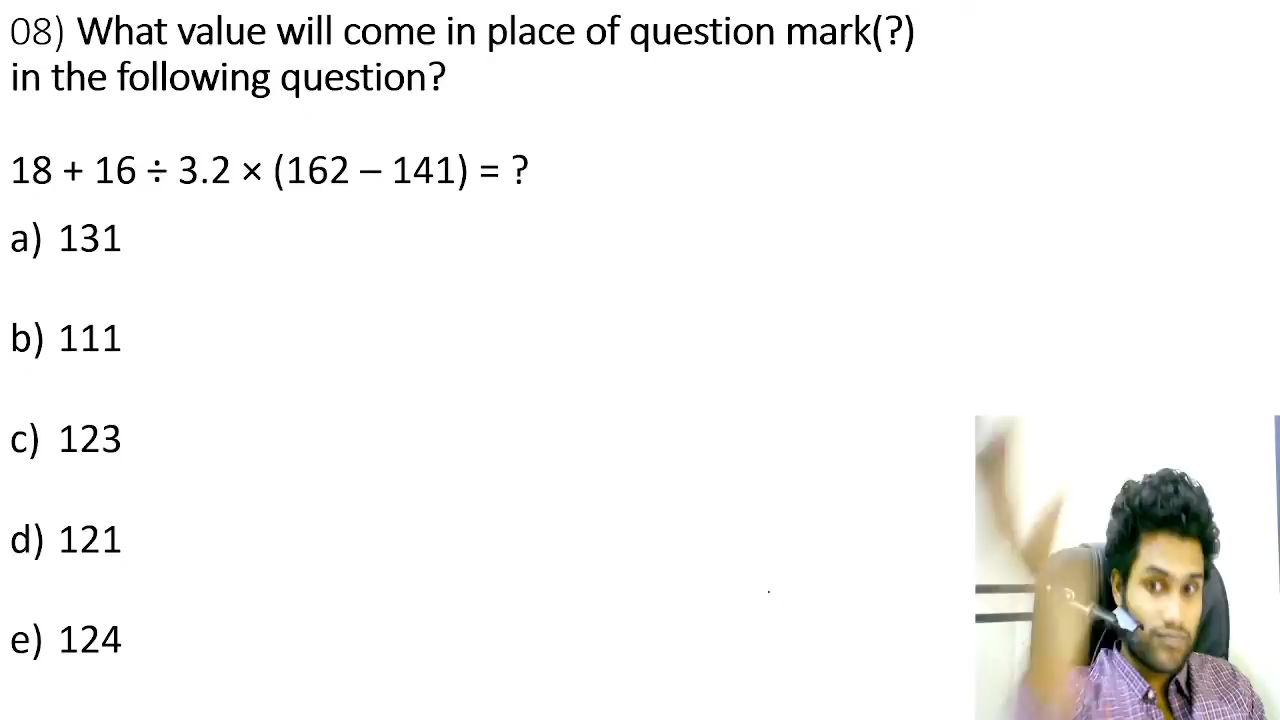 08) What value will come in place of question mark(?)
in the following question?
18 + 16 ÷ 3.2 × (162 – 141) = ?
a) 131
b) 111
c) 123
d) 121
e) 124